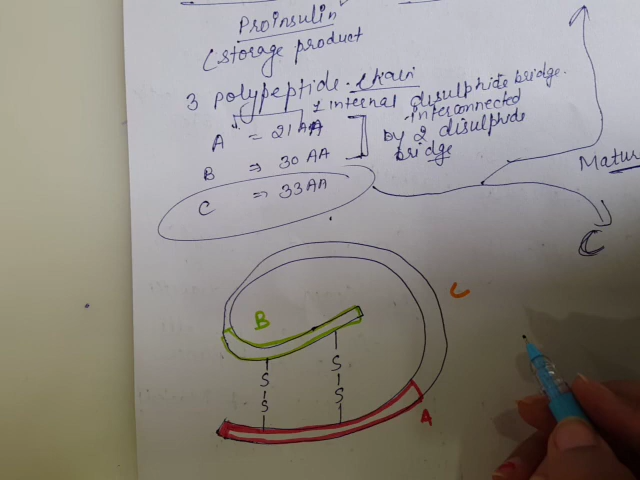 Proinsulin
(storage product
3 polypeptide chain
1 internal disulphide bridge.
A = 21 AA
interconnected
by 2 disulphide
bridge
B ⇒ 30 AA
C ⇒ 33 AA
Matur
C
B
C
S
S
S
S
A